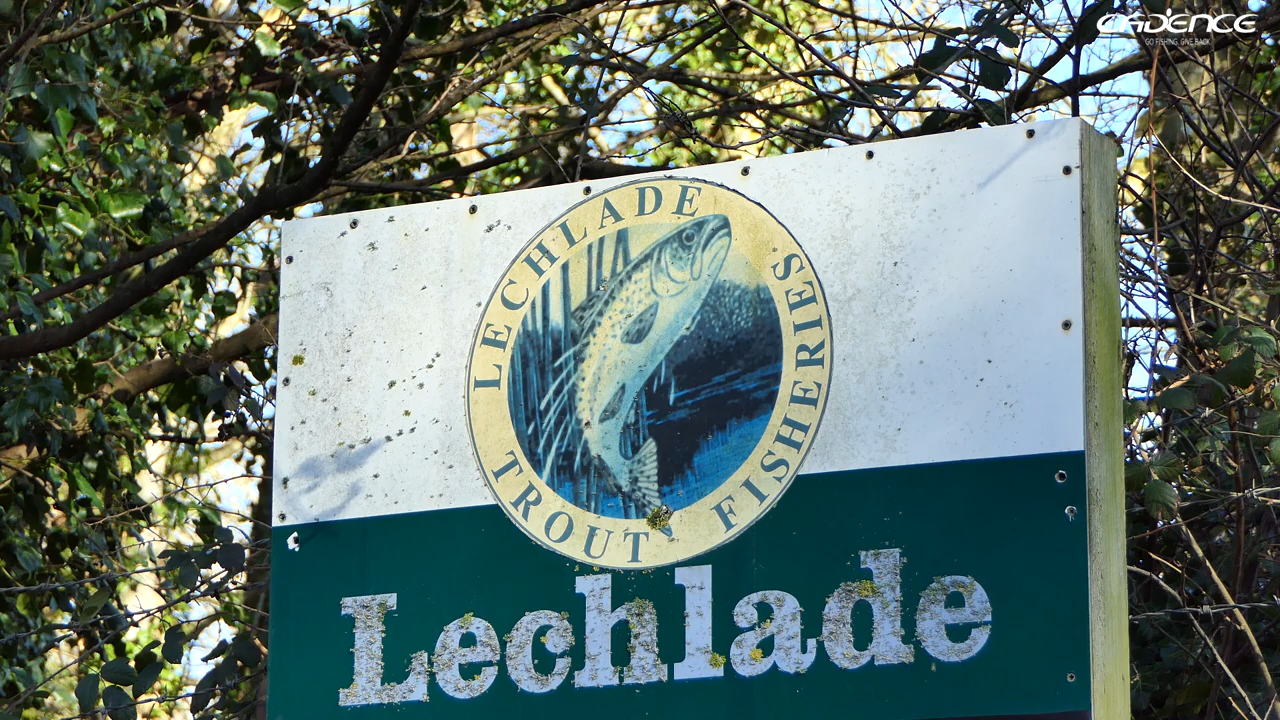 CADENCE
GO FISHING. GIVE BACK.
LECHLADE
TROUT FISHERIES
Lechlade